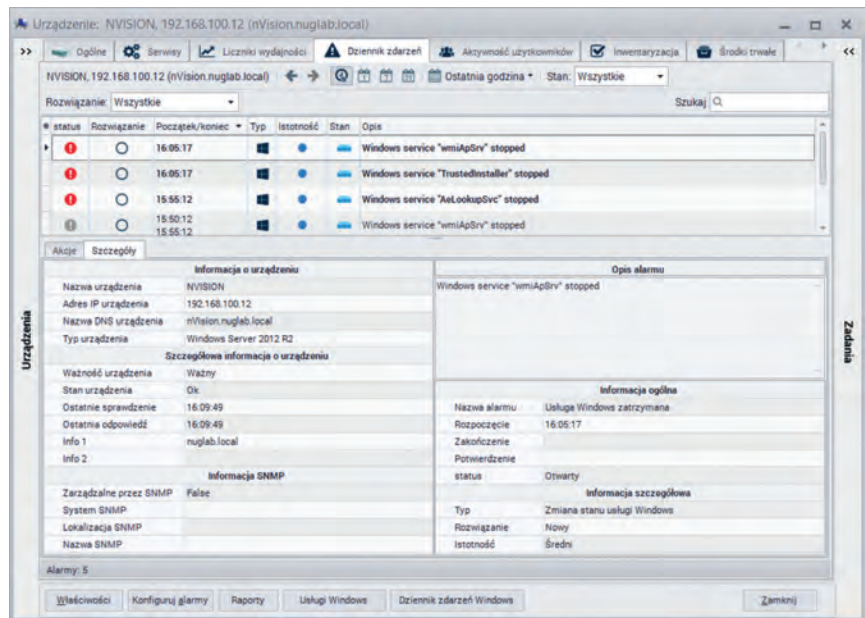 Urządzenie: NVISION, 192.168.100.12 (nVision.nuglab.local)
Ogólne Serwisy Liczniki wydajności Dziennik zdarzeń Aktywność użytkowników Inwentaryzacja Środki trwałe
NVISION, 192.168.100.12 (nVision.nuglab.local) Ostatnia godzina Stan: Wszystkie
Rozwiązanie: Wszystkie Szukaj
status Rozwiązanie Początek/koniec Typ Istotność Stan Opis
16:05:17 Windows service "wmiApSrv" stopped
16:05:17 Windows service "TrustedInstaller" stopped
15:55:12 Windows service "AeLookupSvc" stopped
15:50:12
15:55:12 Windows service "wmiApSrv" stopped
Akcje Szczegóły
Urządzenia
Informacja o urządzeniu
Nazwa urządzenia NVISION
Adres IP urządzenia 192.168.100.12
Nazwa DNS urządzenia nVision.nuglab.local
Typ urządzenia Windows Server 2012 R2
Szczegółowa informacja o urządzeniu
Ważność urządzenia Ważny
Stan urządzenia Ok
Ostatnie sprawdzenie 16:09:49
Ostatnia odpowiedź 16:09:49
Info 1 nuglab.local
Info 2
Informacja SNMP
Zarządzalne przez SNMP False
System SNMP
Lokalizacja SNMP
Nazwa SNMP
Opis alarmu
Windows service "wmiApSrv" stopped
Informacja ogólna
Nazwa alarmu Usługa Windows zatrzymana
Rozpoczęcie 16:05:17
Zakończenie
Potwierdzenie
status Otwarty
Informacja szczegółowa
Typ Zmiana stanu usługi Windows
Rozwiązanie Nowy
Istotność Średni
Zadania
Alarmy: 5
Właściwości Konfiguruj alarmy Raporty Usługi Windows Dziennik zdarzeń Windows Zamknij